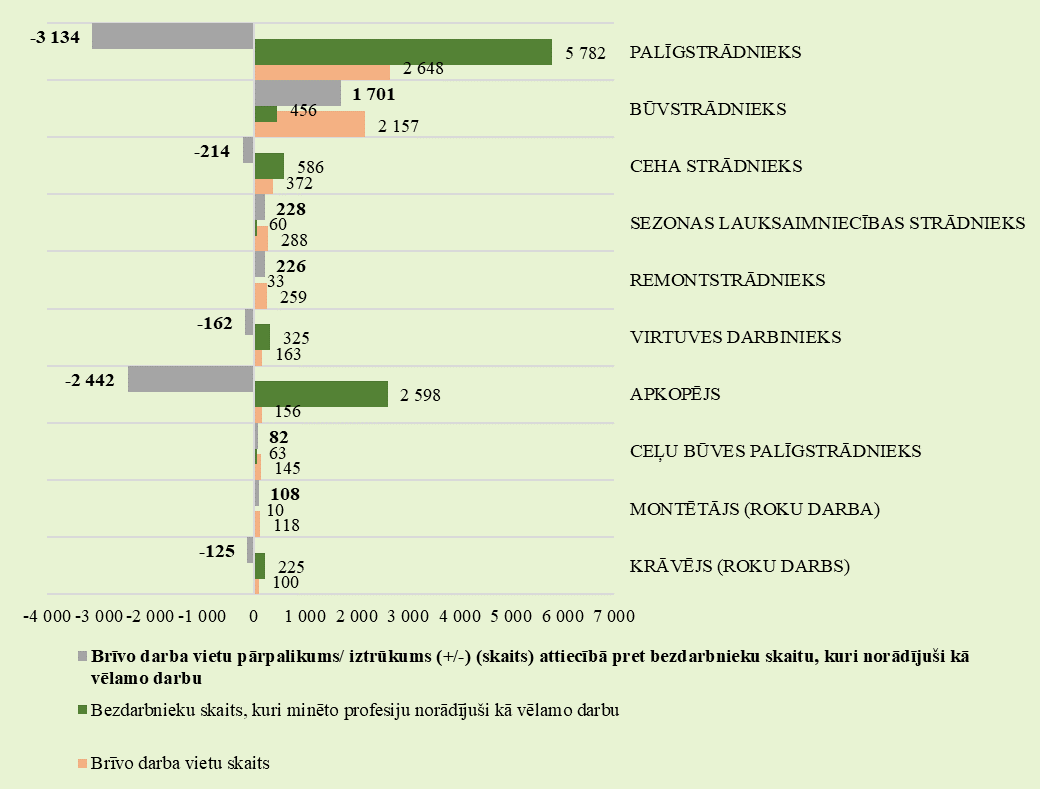 -3 134
5 782
2 648
PALĪGSTRĀDNIEKS
1 701
456
2 157
BŪVSTRĀDNIEKS
-214
586
372
CEHA STRĀDNIEKS
228
60
288
SEZONAS LAUKSAIMNIECĪBAS STRĀDNIEKS
226
33
259
REMONTSTRĀDNIEKS
-162
325
163
VIRTUVES DARBINIEKS
-2 442
2 598
156
APKOPĒJS
82
63
145
CEĻU BŪVES PALĪGSTRĀDNIEKS
108
10
118
MONTĒTĀJS (ROKU DARBA)
-125
225
100
KRĀVĒJS (ROKU DARBS)
-4 000 -3 000 -2 000 -1 000 0 1 000 2 000 3 000 4 000 5 000 6 000 7 000
Brīvo darba vietu pārpalikums/ iztrūkums (+/-) (skaits) attiecībā pret bezdarbnieku skaitu, kuri norādījuši kā
vēlamo darbu
Bezdarbnieku skaits, kuri minēto profesiju norādījuši kā vēlamo darbu
Brīvo darba vietu skaits